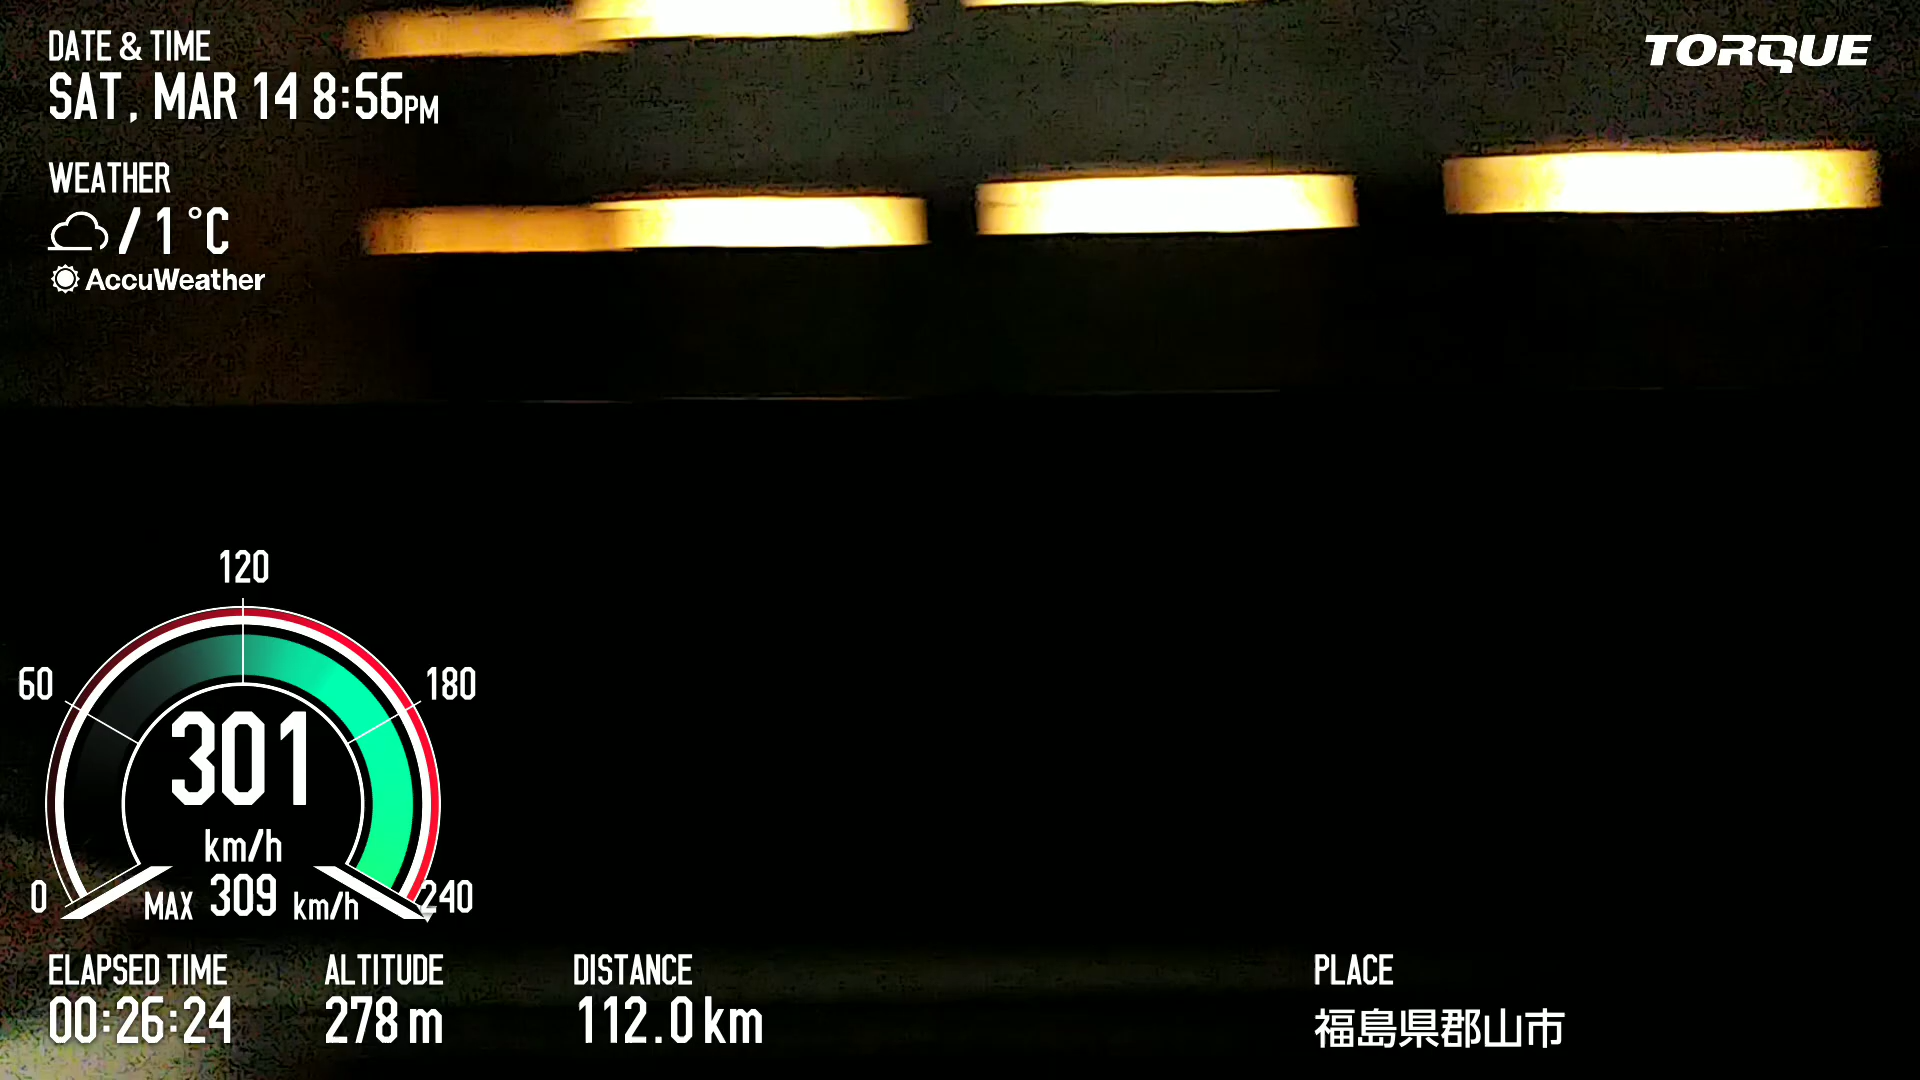 DATE & TIME
SAT, MAR 14 8:56PM
TORQUE
WEATHER
/ 1 °C
AccuWeather
120
60
180
301
km/h
0
MAX 309 km/h
240
ELAPSED TIME
00:26:24
ALTITUDE
278 m
DISTANCE
112.0 km
PLACE
福島県郡山市